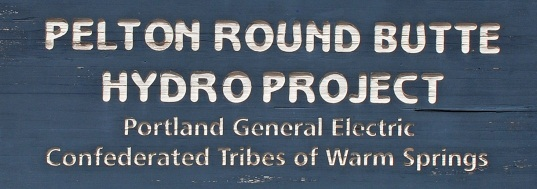 PELTON ROUND BUTTE
HYDRO PROJECT
Portland General Electric
Confederated Tribes of Warm Springs